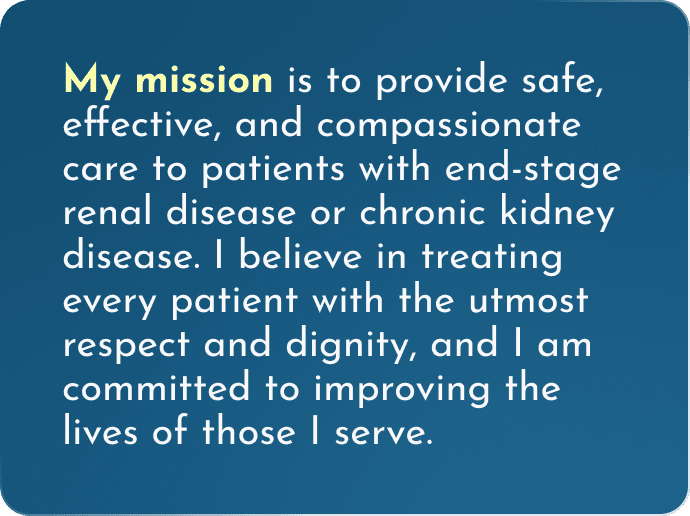 My mission is to provide safe,
effective, and compassionate
care to patients with end-stage
renal disease or chronic kidney
disease. I believe in treating
every patient with the utmost
respect and dignity, and I am
committed to improving the
lives of those I serve.